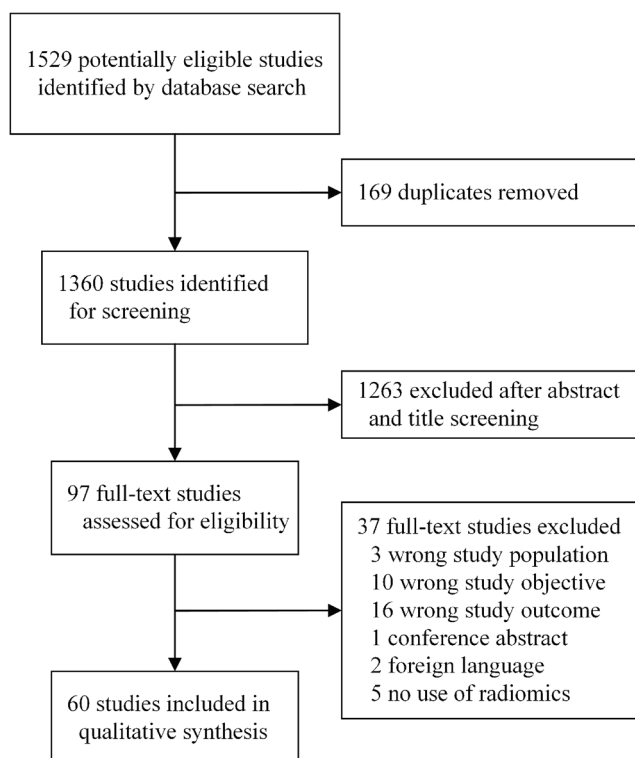 1529 potentially eligible studies
identified by database search
169 duplicates removed
1360 studies identified
for screening
1263 excluded after abstract
and title screening
97 full-text studies
assessed for eligibility
37 full-text studies excluded
3 wrong study population
10 wrong study objective
16 wrong study outcome
1 conference abstract
2 foreign language
5 no use of radiomics
60 studies included in
qualitative synthesis